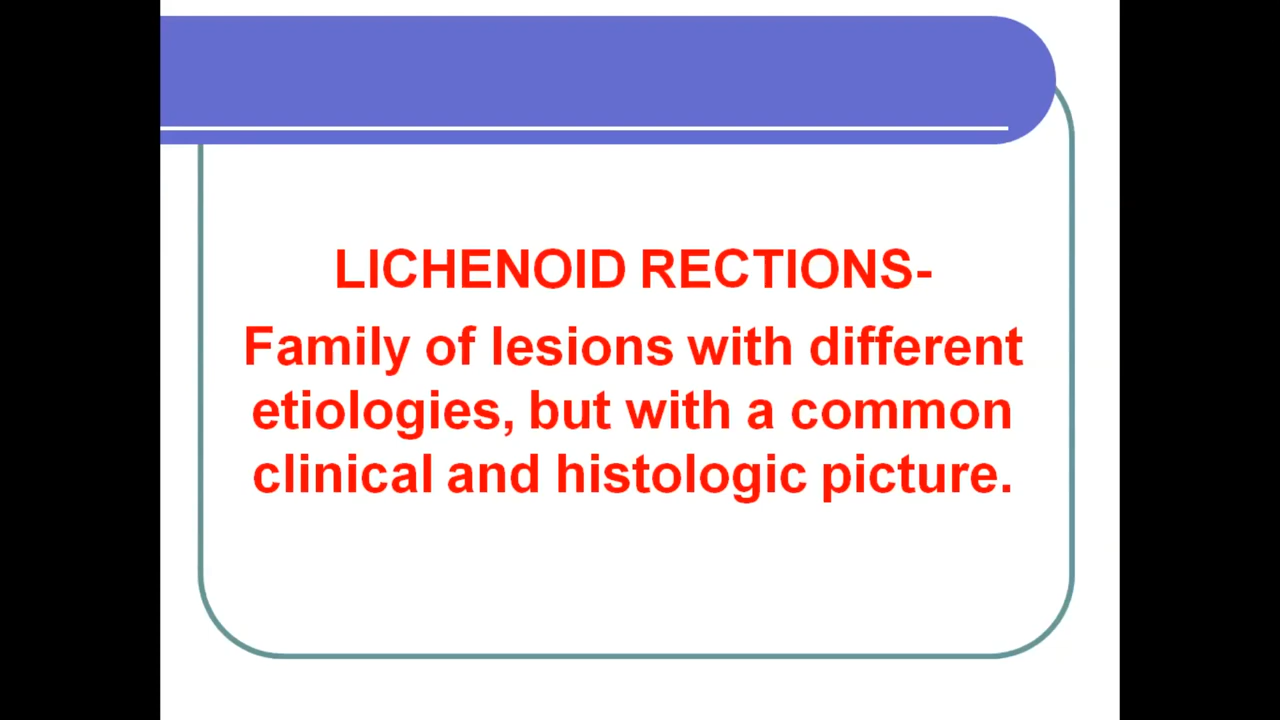 LICHENOID RECTIONS-
Family of lesions with different
etiologies, but with a common
clinical and histologic picture.